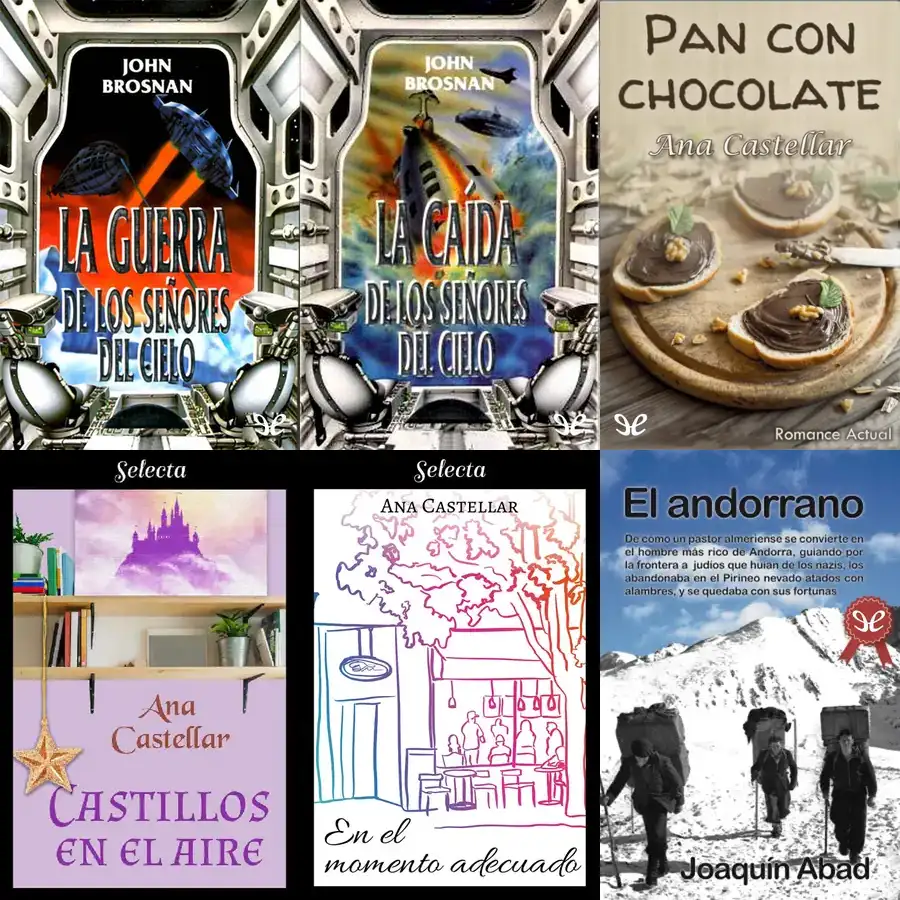 JOHN
BROSNAN
LA GUERRA
DE LOS SEÑORES
DEL CIELO
JOHN
BROSNAN
LA CAÍDA
DE LOS SEÑORES
DEL CIELO
PAN CON
CHOCOLATE
Ana Castellar
Romance Actual
Selecta
Ana
Castellar
CASTILLOS
EN EL AIRE
Selecta
ANA CASTELLAR
En el
momento adecuado
El andorrano
De como un pastor almeriense se convierte en
el hombre más rico de Andorra, guiando por
la frontera a judios que huían de los nazis, los
abandonaba en el Pirineo nevado atados con
alambres, y se quedaba con sus fortunas
Joaquín Abad